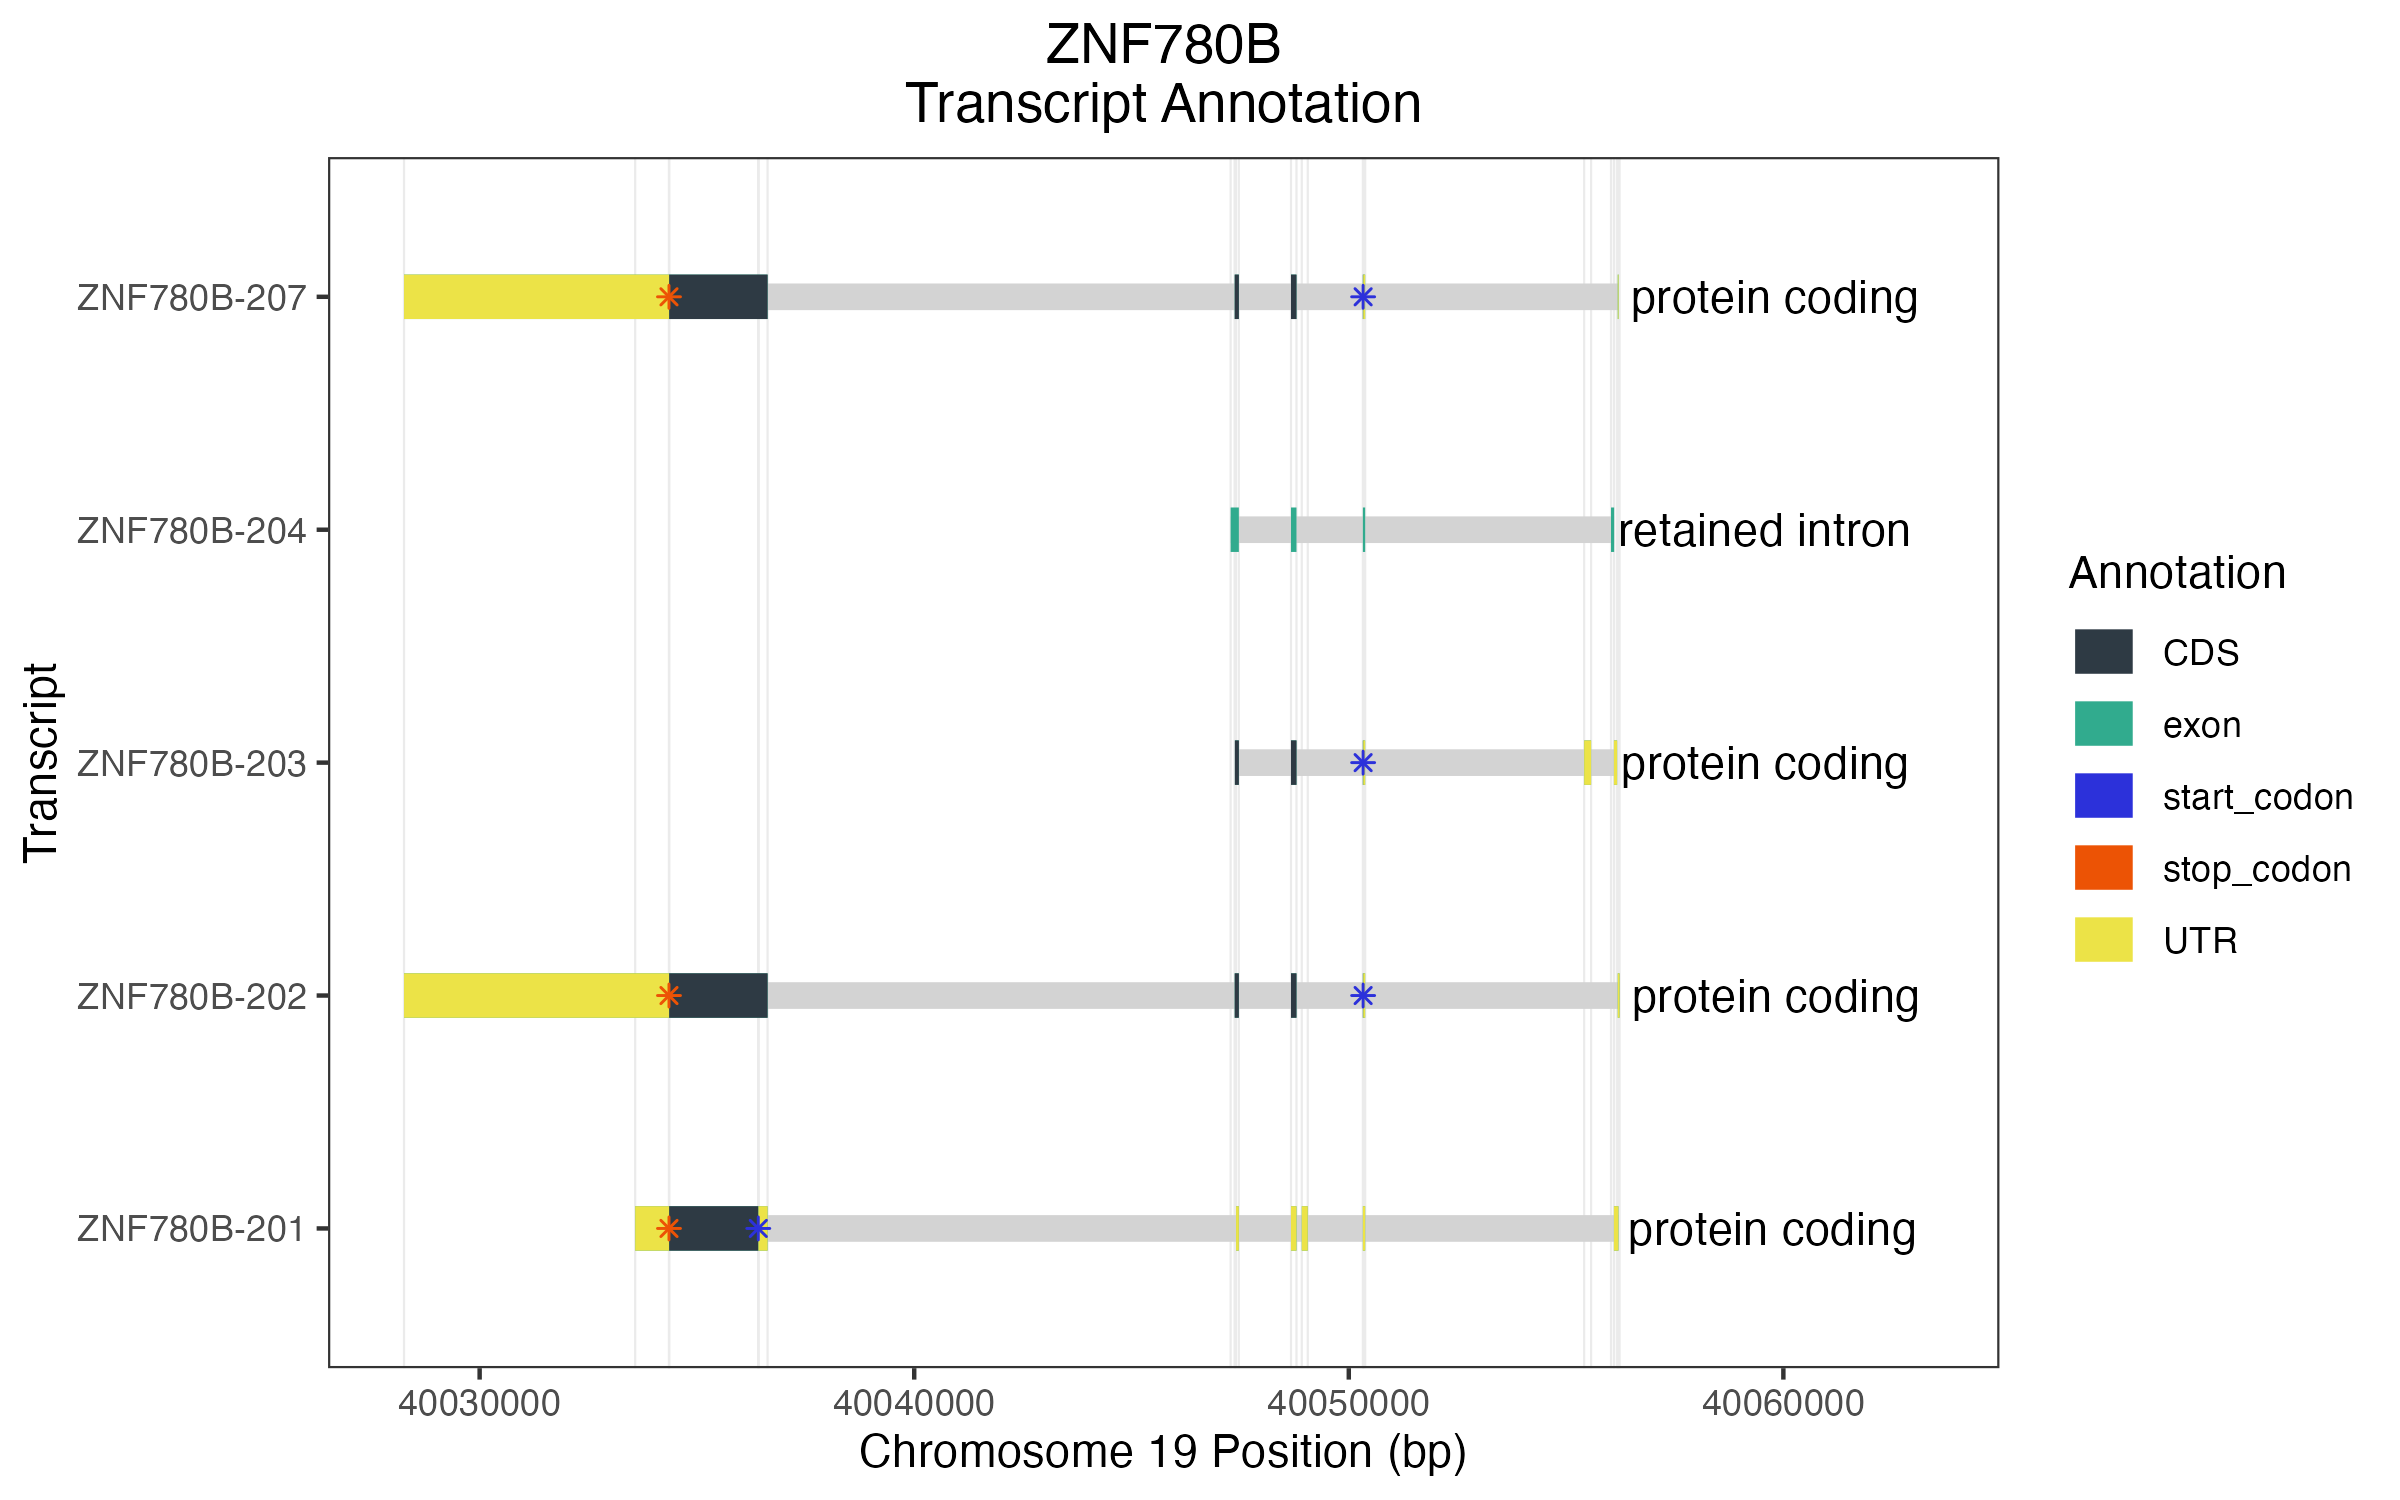 ZNF780B
Transcript Annotation
Transcript
ZNF780B-207
protein coding
ZNF780B-204
retained intron
ZNF780B-203
protein coding
ZNF780B-202
protein coding
ZNF780B-201
protein coding
40030000
40040000
40050000
40060000
Chromosome 19 Position (bp)
Annotation
CDS
exon
start_codon
stop_codon
UTR